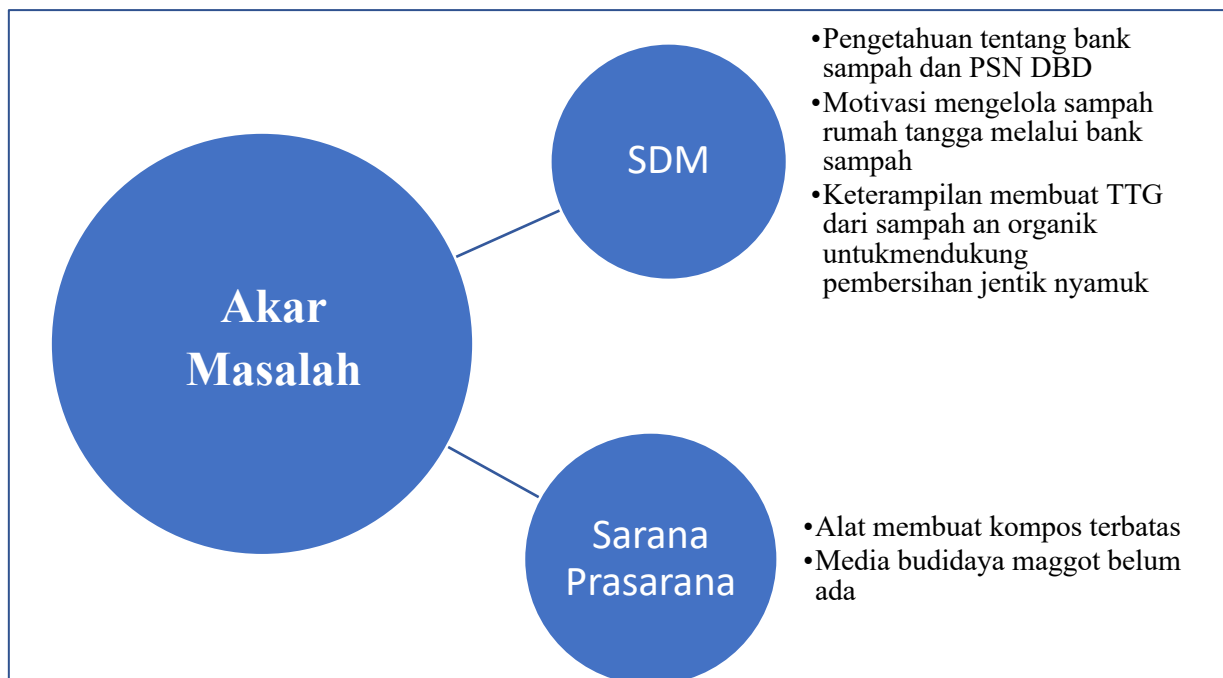 Akar
Masalah
SDM
•Pengetahuan tentang bank
sampah dan PSN DBD
•Motivasi mengelola sampah
rumah tangga melalui bank
sampah
•Keterampilan membuat TTG
dari sampah an organik
untukmendukung
pembersihan jentik nyamuk
Sarana
Prasarana
•Alat membuat kompos terbatas
•Media budidaya maggot belum
ada